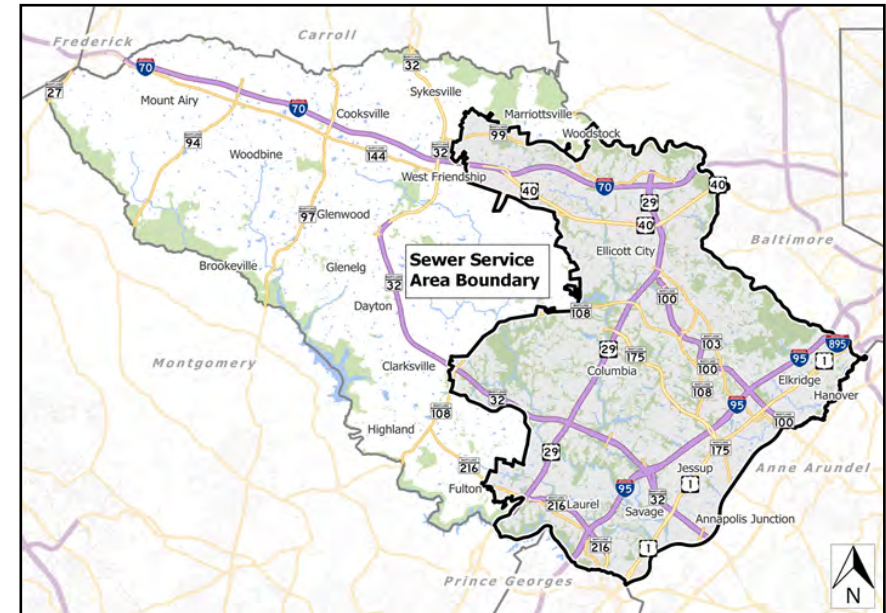 Carroll
Frederick
70
32
Sykesville
27
Mount Airy
70
Cooksville
Marriottsville
Woodstock
99
94
Woodbine
144
32
West Friendship
70
40
40
29
40
97
Glenwood
Ellicott City
Baltimore
Brookeville
Glenelg
Sewer Service
Area Boundary
32
Dayton
100
108
29
175
103
895
95
1
Montgomery
Clarksville
Columbia
100
Elkridge
32
108
95
Hanover
108
100
Highland
29
175
216
Jessup
Anne Arundel
Fulton
95
1
32
216
Laurel
Savage
Annapolis Junction
216
1
Prince Georges
N